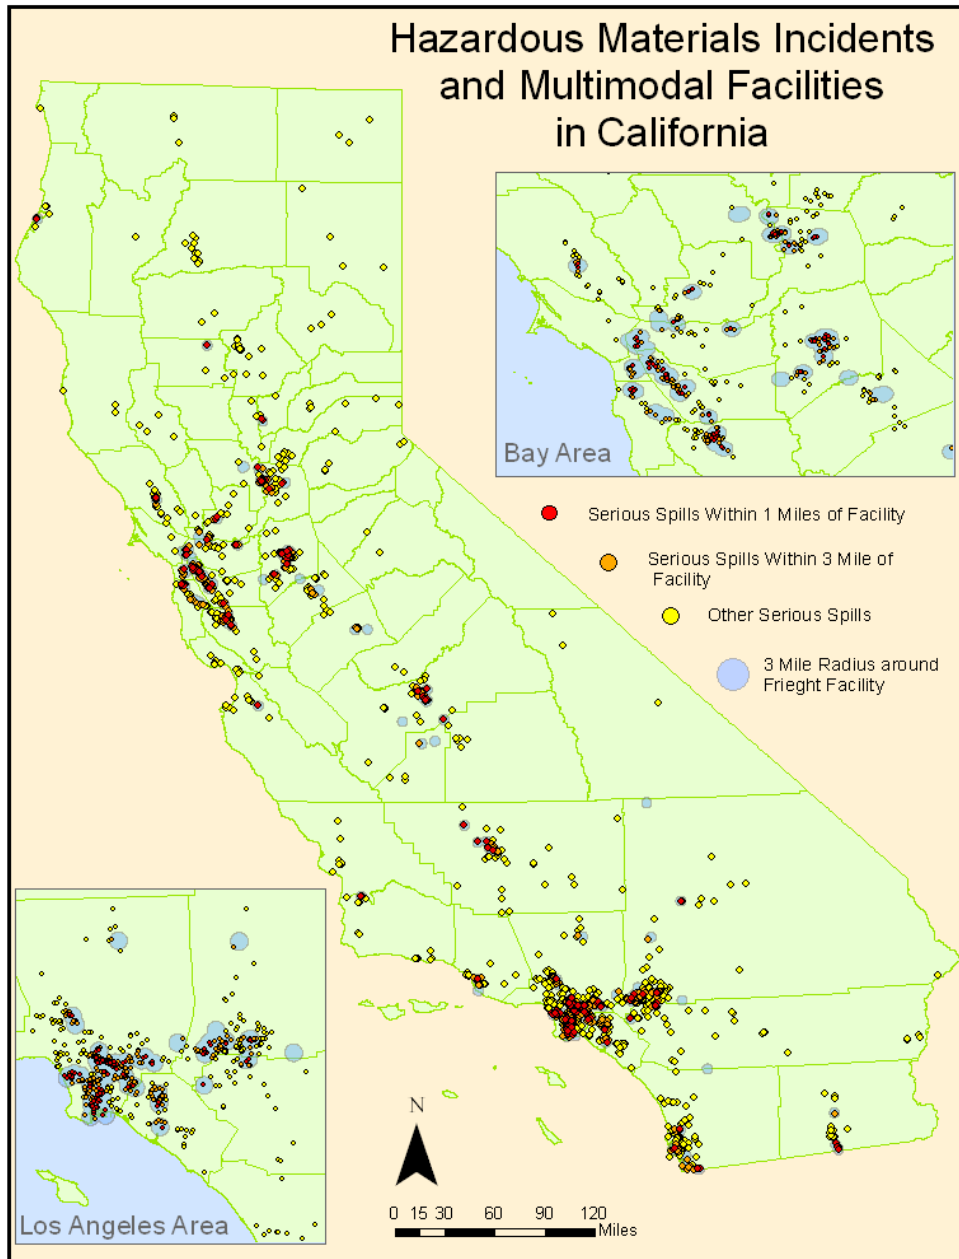 Hazardous Materials Incidents
and Multimodal Facilities
in California
Bay Area
Serious Spills Within 1 Miles of Facility
Serious Spills Within 3 Mile of
Facility
Other Serious Spills
3 Mile Radius around
Frieght Facility
Los Angeles Area
N
0 15 30 60 90 120
Miles